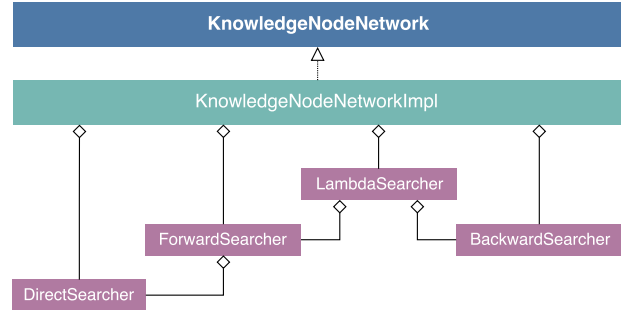 KnowledgeNodeNetwork
KnowledgeNodeNetworkImpl
LambdaSearcher
ForwardSearcher
BackwardSearcher
DirectSearcher